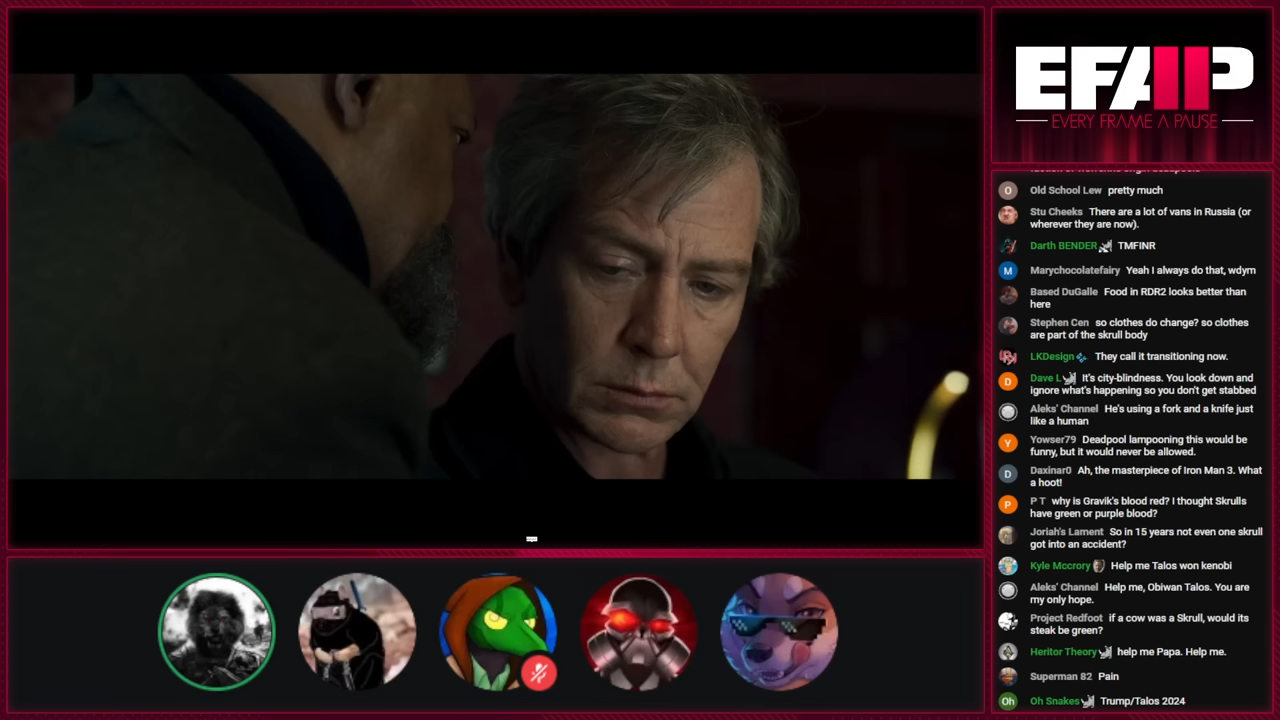 EFAP
EVERY FRAME A PAUSE
Old School Lew pretty much
Stu Cheeks There are a lot of vans in Russia (or
wherever they are now).
Darth BENDER TMFINR
M Marychocolatefairy Yeah I always do that, wdym
Based DuGalle Food in RDR2 looks better than
here
Stephen Cen so clothes do change? so clothes
are part of the skrull body
LKDesign They call it transitioning now.
D Dave L It's city-blindness. You look down and
ignore what's happening so you don't get stabbed
Aleks' Channel He's using a fork and a knife just
like a human
Y Yowser79 Deadpool lampooning this would be
funny, but it would never be allowed.
D Daxinar0 Ah, the masterpiece of Iron Man 3. What
a hoot!
P P T why is Gravik's blood red? I thought Skrulls
have green or purple blood?
Joriah's Lament So in 15 years not even one skrull
got into an accident?
Kyle Mccrory Help me Talos won kenobi
Aleks' Channel Help me, Obiwan Talos. You are
my only hope.
Project Redfoot if a cow was a Skrull, would its
steak be green?
Heritor Theory help me Papa. Help me.
Superman 82 Pain
Oh Oh Snakes Trump/Talos 2024